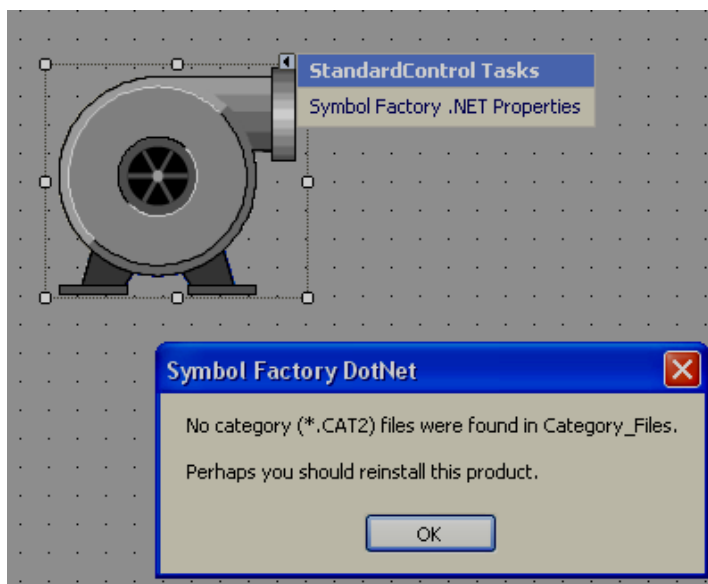 StandardControl Tasks
Symbol Factory .NET Properties
Symbol Factory DotNet
No category (*.CAT2) files were found in Category_Files.
Perhaps you should reinstall this product.
OK